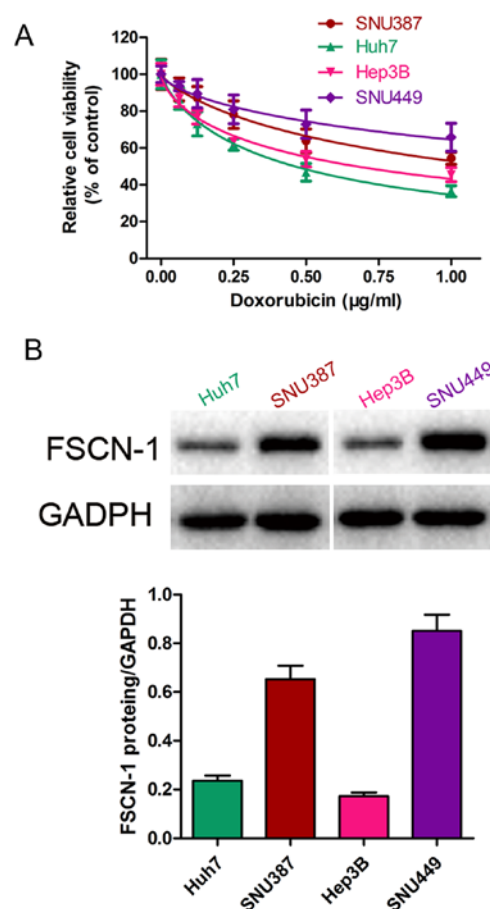 A
SNU387
Huh7
Hep3B
SNU449
Relative cell viability
(% of control)
120
100
80
60
40
20
0
0.00 0.25 0.50 0.75 1.00
Doxorubicin (µg/ml)
B
Huh7 SNU387 Hep3B SNU449
FSCN-1
GADPH
FSCN-1 proteing/GAPDH
1.0
0.8
0.6
0.4
0.2
0.0
Huh7 SNU387 Hep3B SNU449